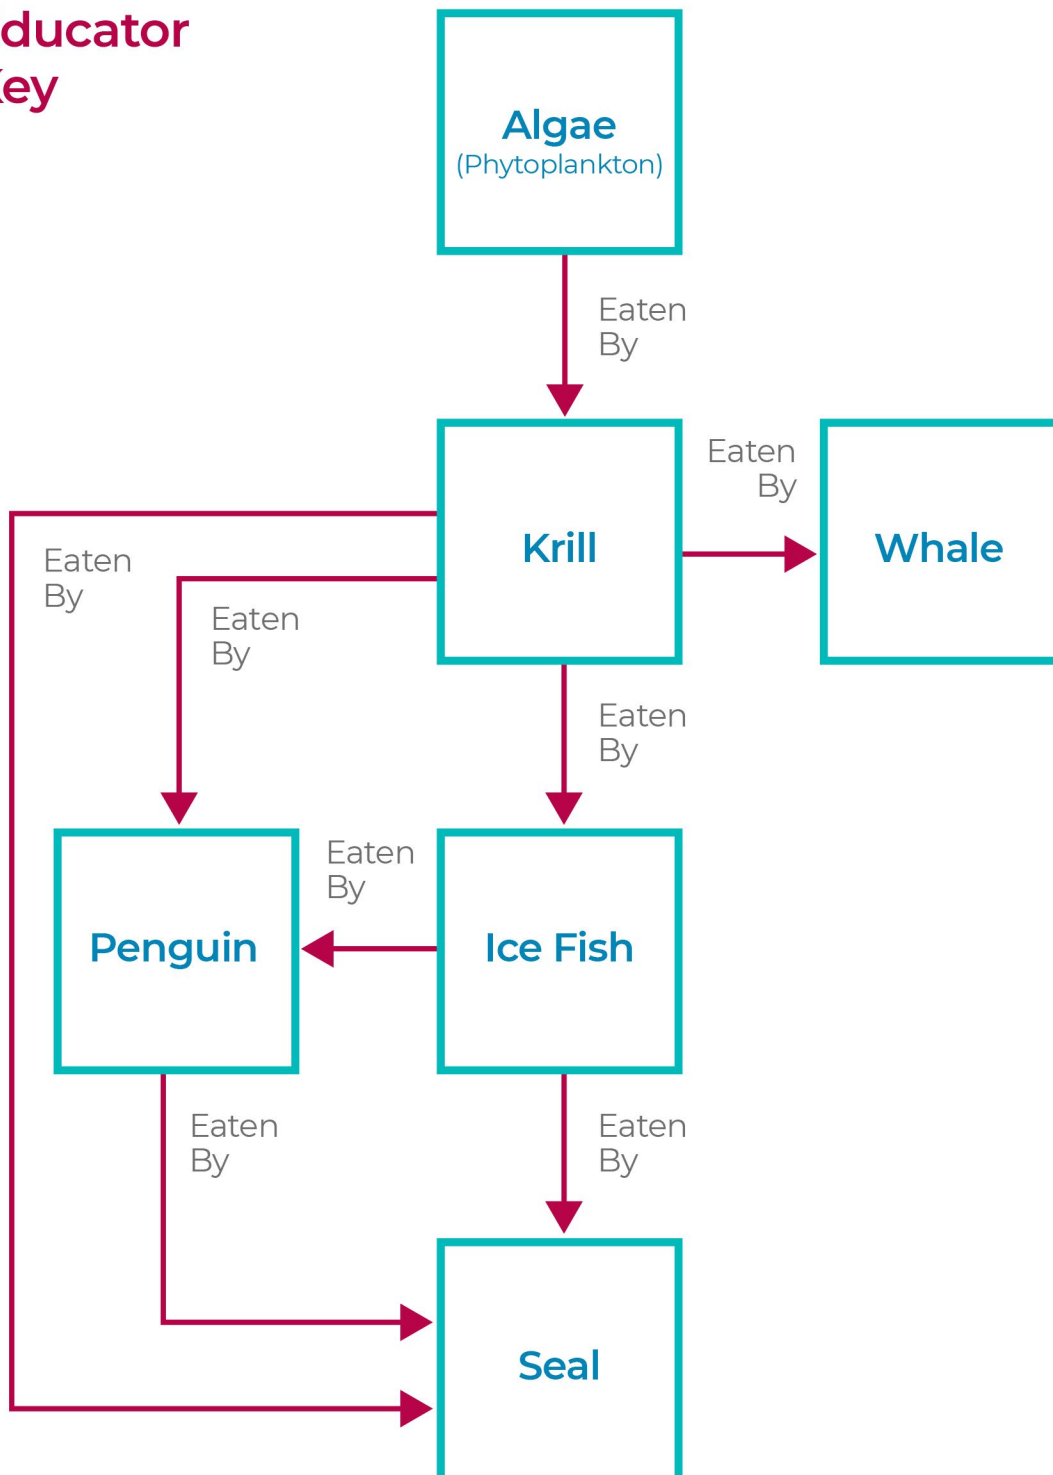 ducator
ey
Algae
(Phytoplankton)
Eaten
By
Eaten
By
Krill
Whale
Eaten
By
Eaten
By
Eaten
By
Eaten
By
Penguin
Ice Fish
Eaten
By
Eaten
By
Seal